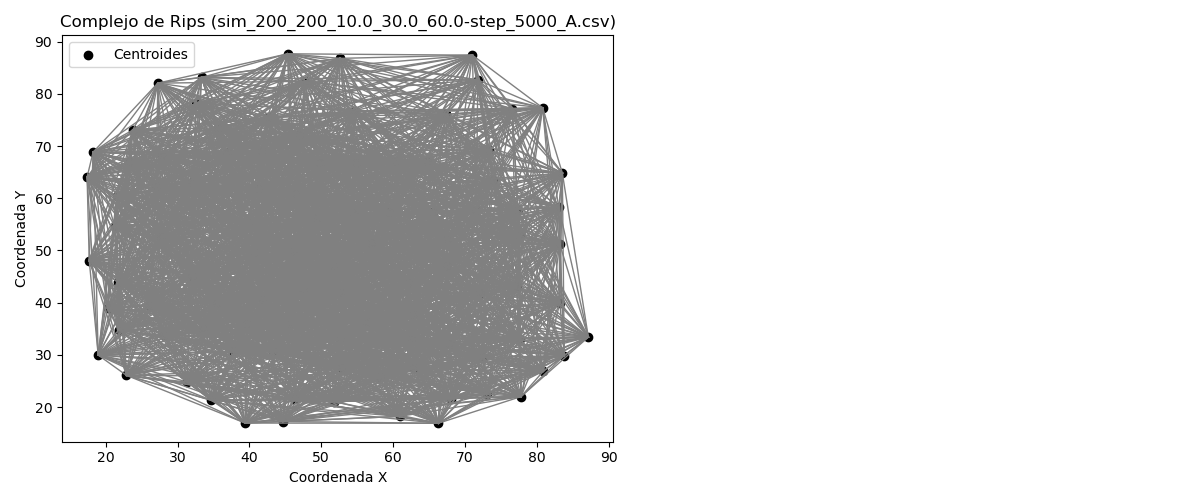 Complejo de Rips (sim_200_200_10.0_30.0_60.0-step_5000_A.csv)
Centroides
Coordenada Y
90
80
70
60
50
40
30
20
20 30 40 50 60 70 80 90
Coordenada X